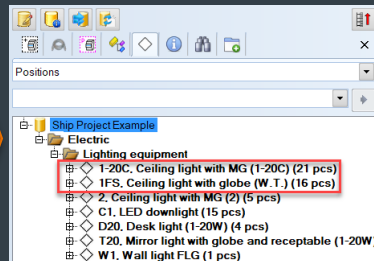 Positions
Ship Project Example
Electric
Lighting equipment
1-20C, Ceiling light with MG (1-20C) (21 pcs)
1FS, Ceiling light with globe (W.T.) (16 pcs)
2, Ceiling light with MG (2) (5 pcs)
C1, LED downlight (15 pcs)
D20, Desk light (1-20W) (4 pcs)
T20, Mirror light with globe and receptable (1-20W
W1, Wall light FLG (1 pcs)